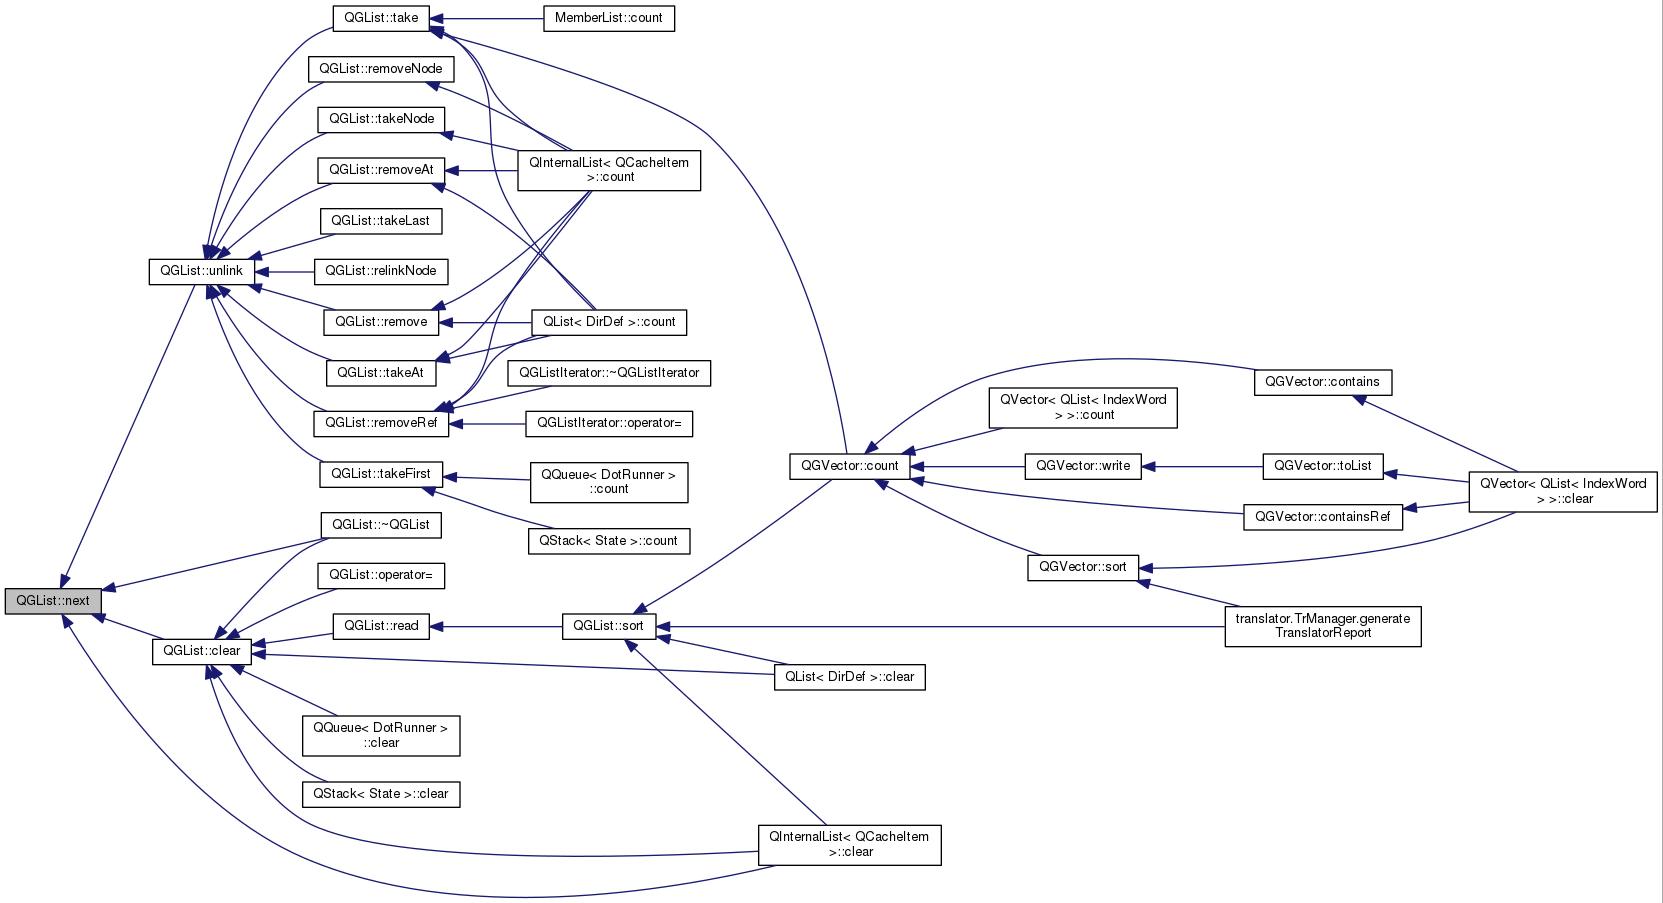 QGList::take
MemberList::count
QGList::removeNode
QGList::takeNode
QInternalList< QCacheItem
>::count
QGList::removeAt
QGList::takeLast
QGList::unlink
QGList::relinkNode
QGList::remove
QList< DirDef >::count
QGList::takeAt
QGListIterator::~QGListIterator
QGList::removeRef
QGListIterator::operator=
QGVector::contains
QVector< QList< IndexWord
> >::count
QGVector::count
QGVector::write
QGVector::toList
QVector< QList< IndexWord
> >::clear
QGList::takeFirst
QQueue< DotRunner >
::count
QGVector::containsRef
QGList::~QGList
QStack< State >::count
QGVector::sort
QGList::operator=
QGList::next
QGList::read
QGList::sort
translator.TrManager.generate
TranslatorReport
QGList::clear
QList< DirDef >::clear
QQueue< DotRunner >
::clear
QStack< State >::clear
QInternalList< QCacheItem
>::clear